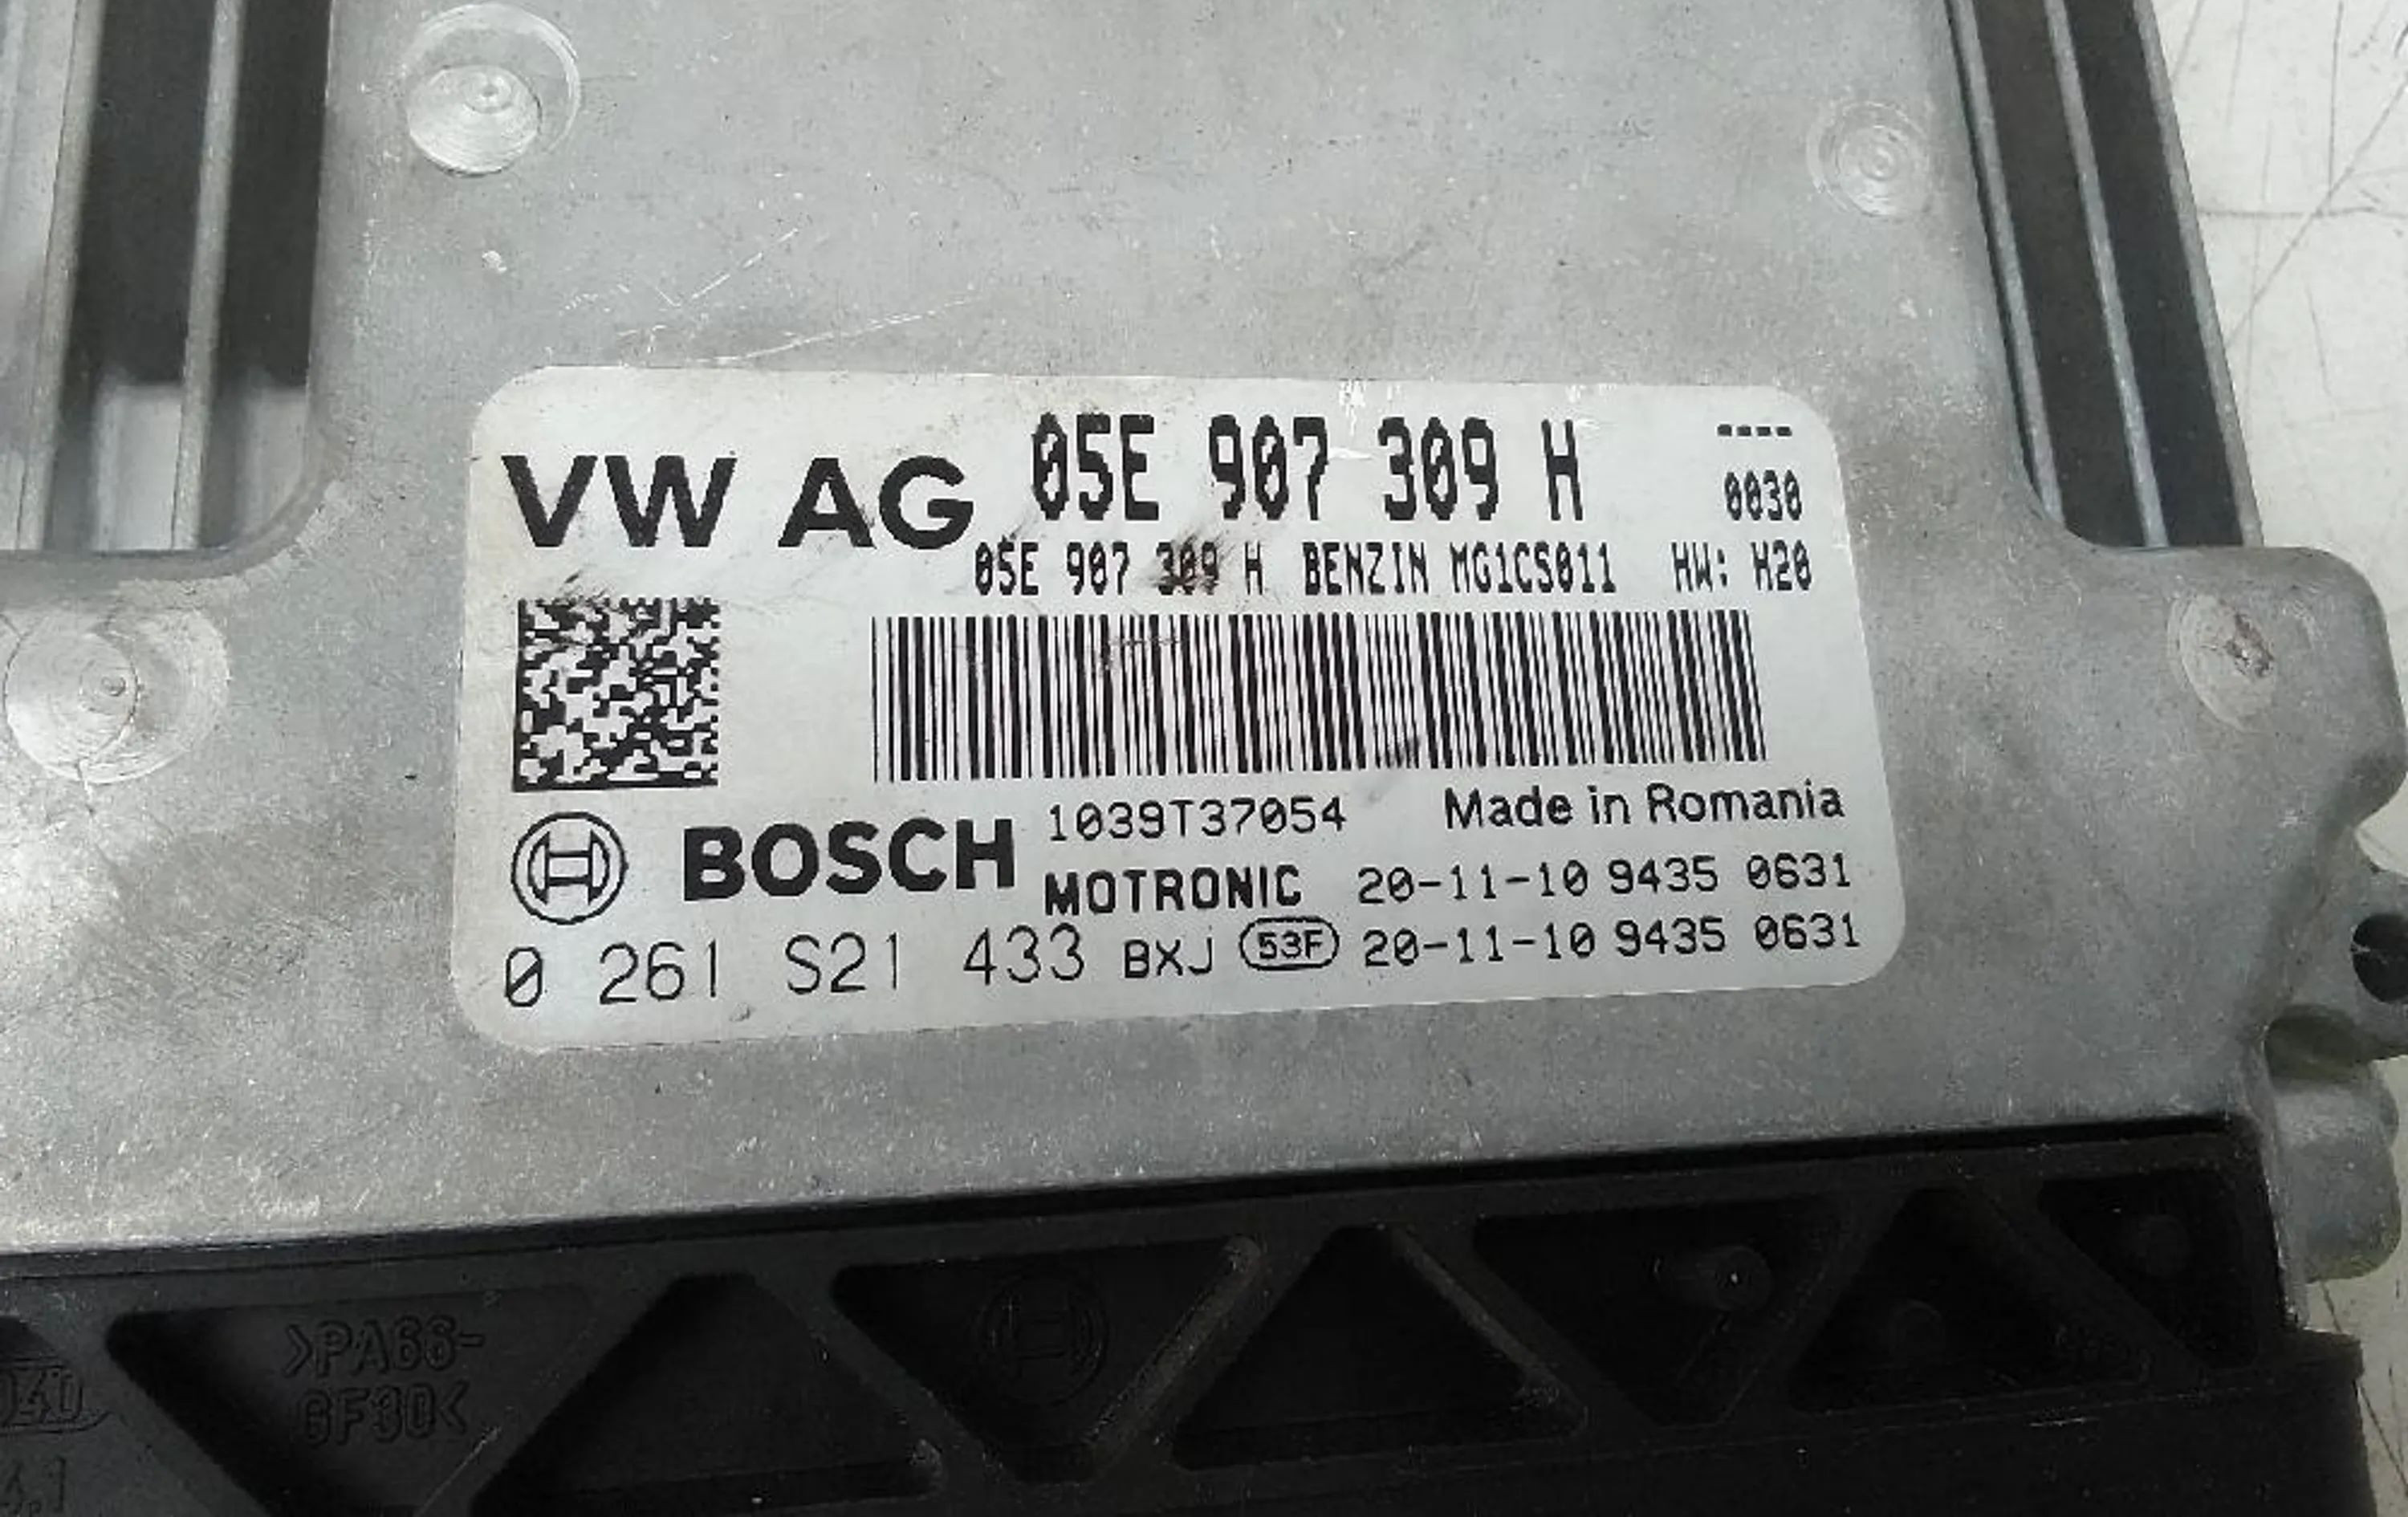 VW AG 05E 907 309 H ----
0030
05E 907 309 H BENZIN MG1CS011 HW: H20
BOSCH 1039T37054 Made in Romania
MOTRONIC 20-11-10 9435 0631
0 261 S21 433 BXJ 53F 20-11-10 9435 0631
>PA66-
GF30<